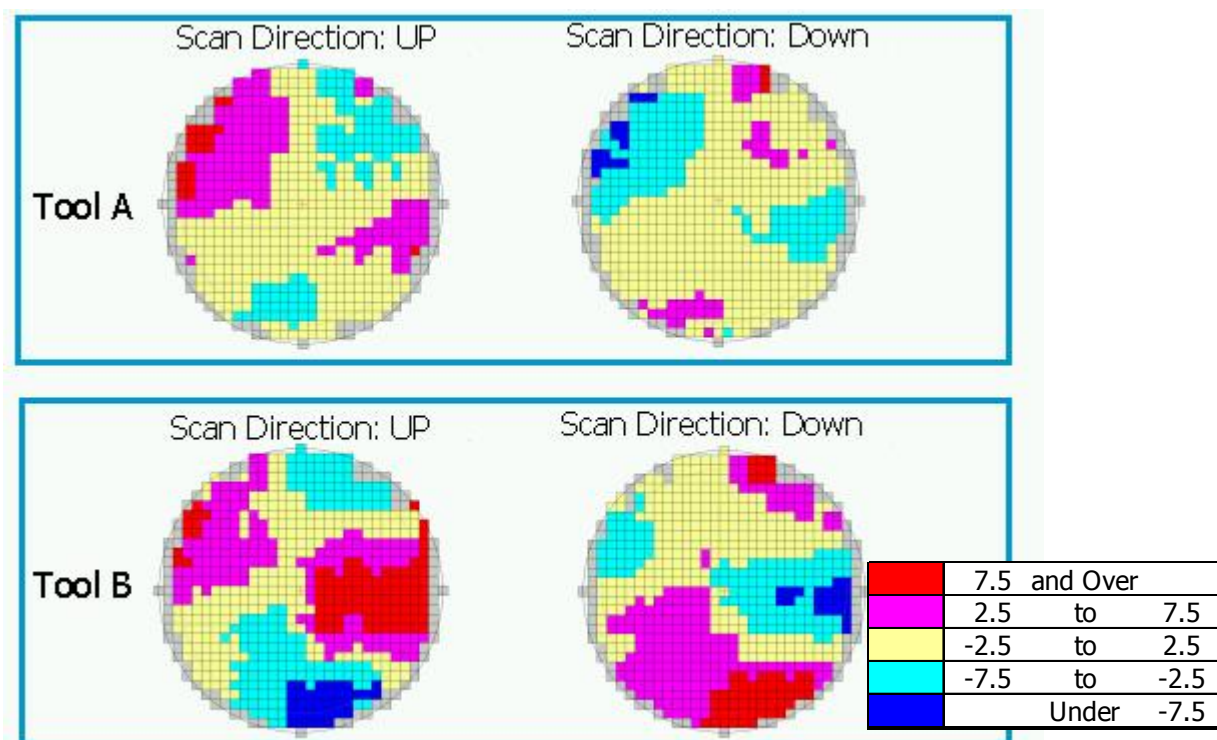 Scan Direction: UP
Scan Direction: Down
Tool A
Scan Direction: UP
Scan Direction: Down
Tool B
7.5 and Over
2.5 to 7.5
-2.5 to 2.5
-7.5 to -2.5
Under -7.5